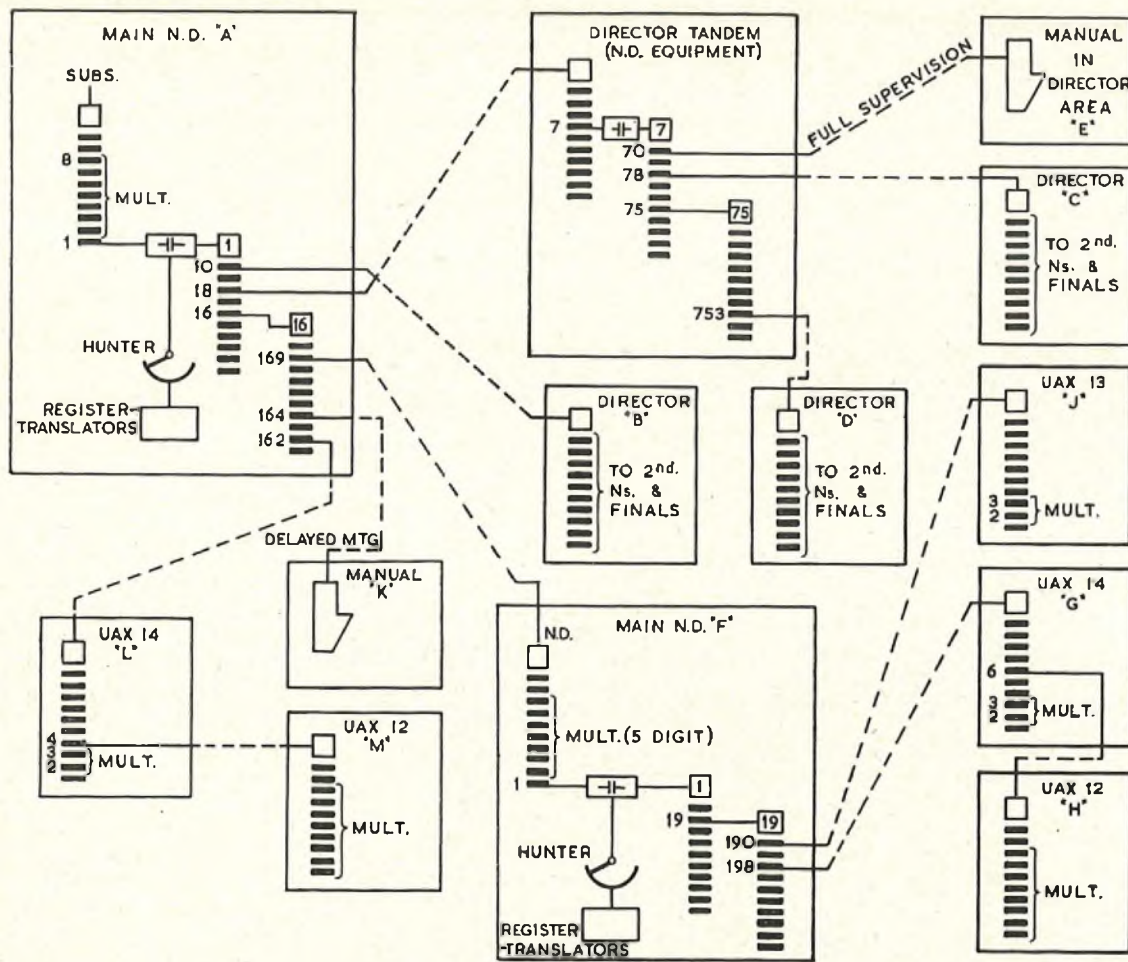 MAIN N.D. "A"
SUBS.
8
MULT.
1
1
10
18
16
16
HUNTER
169
REGISTER-
TRANSLATORS
164
162
DIRECTOR TANDEM
(N.D. EQUIPMENT)
7
7
70
78
75
75
753
FULL SUPERVISION
MANUAL
IN
DIRECTOR
AREA
"E"
DIRECTOR
"C"
TO 2nd.
Ns. &
FINALS
DIRECTOR
"B"
TO 2nd.
Ns. &
FINALS
DIRECTOR
"D"
TO 2nd.
Ns. &
FINALS
UAX 13
"J"
3
2
MULT.
DELAYED MTG
MANUAL
"K"
UAX 14
"L"
4
3
2
MULT.
UAX 12
"M"
MULT.
MAIN N.D. "F"
N.D.
MULT. (5 DIGIT)
1
1
19
19
190
198
HUNTER
REGISTER
-TRANSLATORS
UAX 14
"G"
6
3
2
MULT.
UAX 12
"H"
MULT.